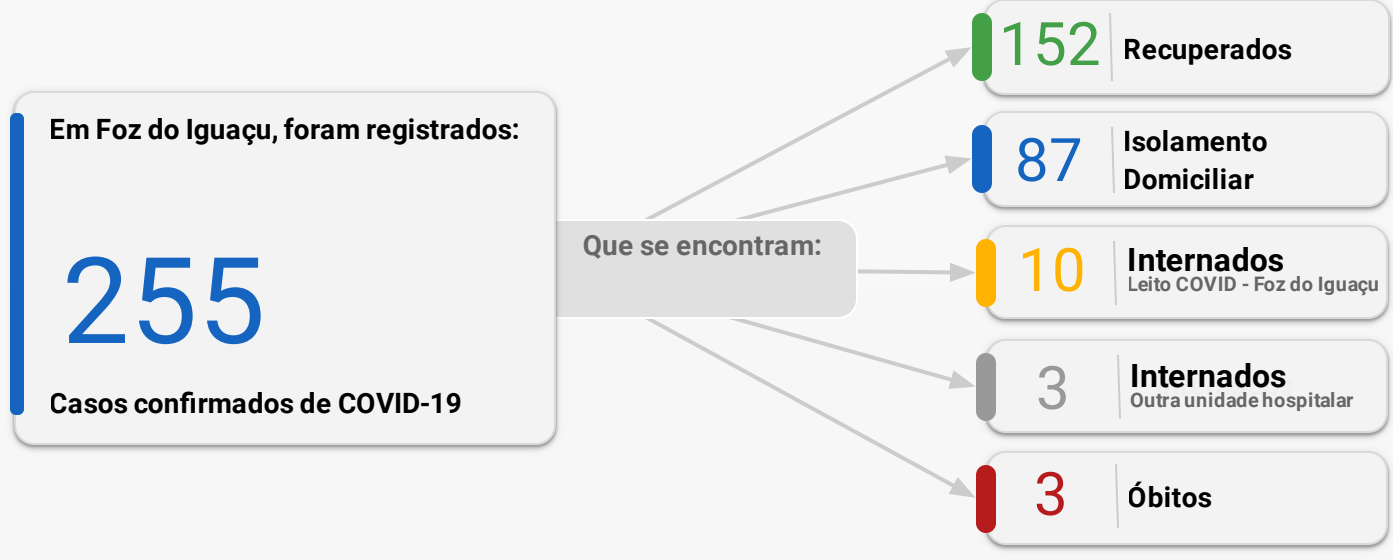 Em Foz do Iguaçu, foram registrados:
255
Casos confirmados de COVID-19
Que se encontram:
152
Recuperados
87
Isolamento
Domiciliar
10
Internados
Leito COVID - Foz do Iguaçu
3
Internados
Outra unidade hospitalar
3
Óbitos